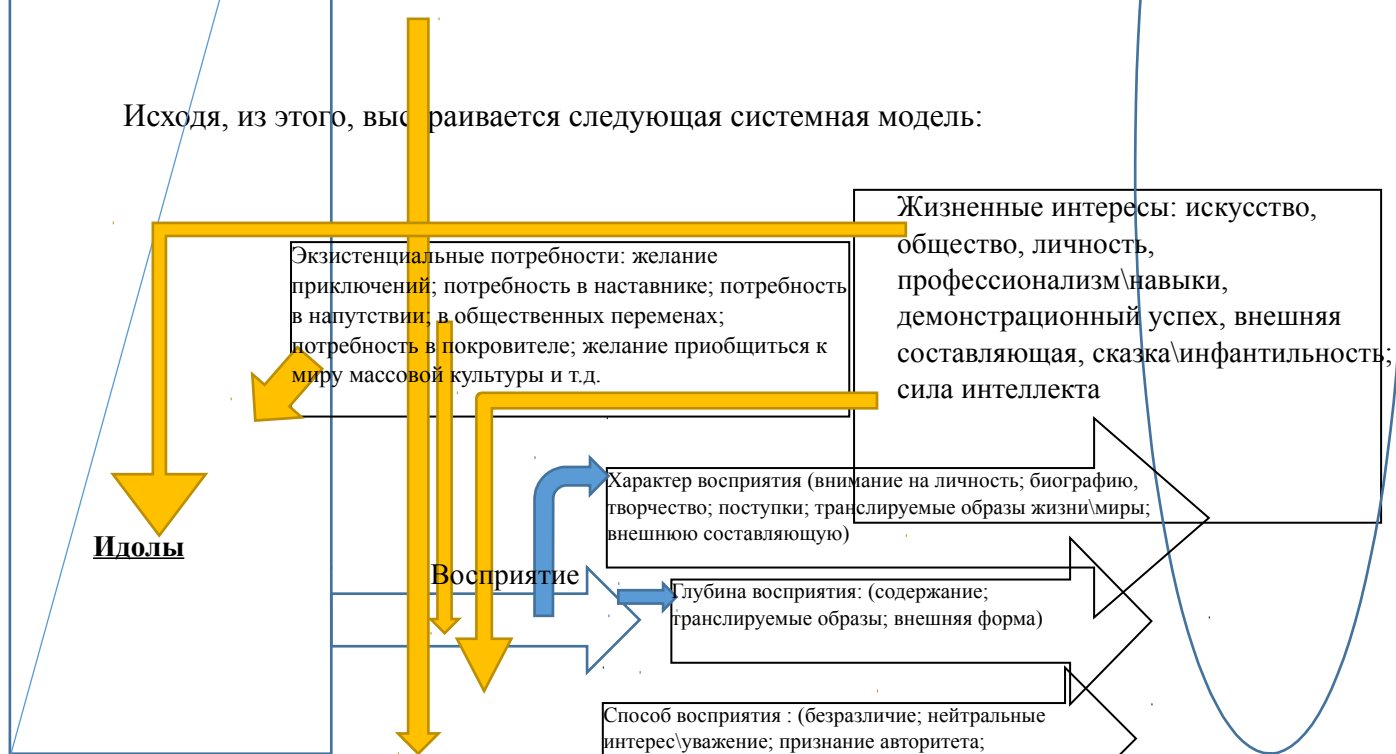 Исходя, из этого, выстраивается следующая системная модель:
Жизненные интересы: искусство,
общество, личность,
профессионализм\навыки,
демонстрационный успех, внешняя
составляющая, сказка\инфантильность;
сила интеллекта
Экзистенциальные потребности: желание
приключений; потребность в наставнике; потребность
в напутствии; в общественных переменах;
потребность в покровителе; желание приобщиться к
миру массовой культуры и т.д.
Характер восприятия (внимание на личность; биографию,
творчество; поступки; транслируемые образы жизни\миры;
внешнюю составляющую)
Идолы
Восприятие
Глубина восприятия: (содержание;
транслируемые образы; внешняя форма)
Способ восприятия : (безразличие; нейтральные
интерес\уважение; признание авторитета;